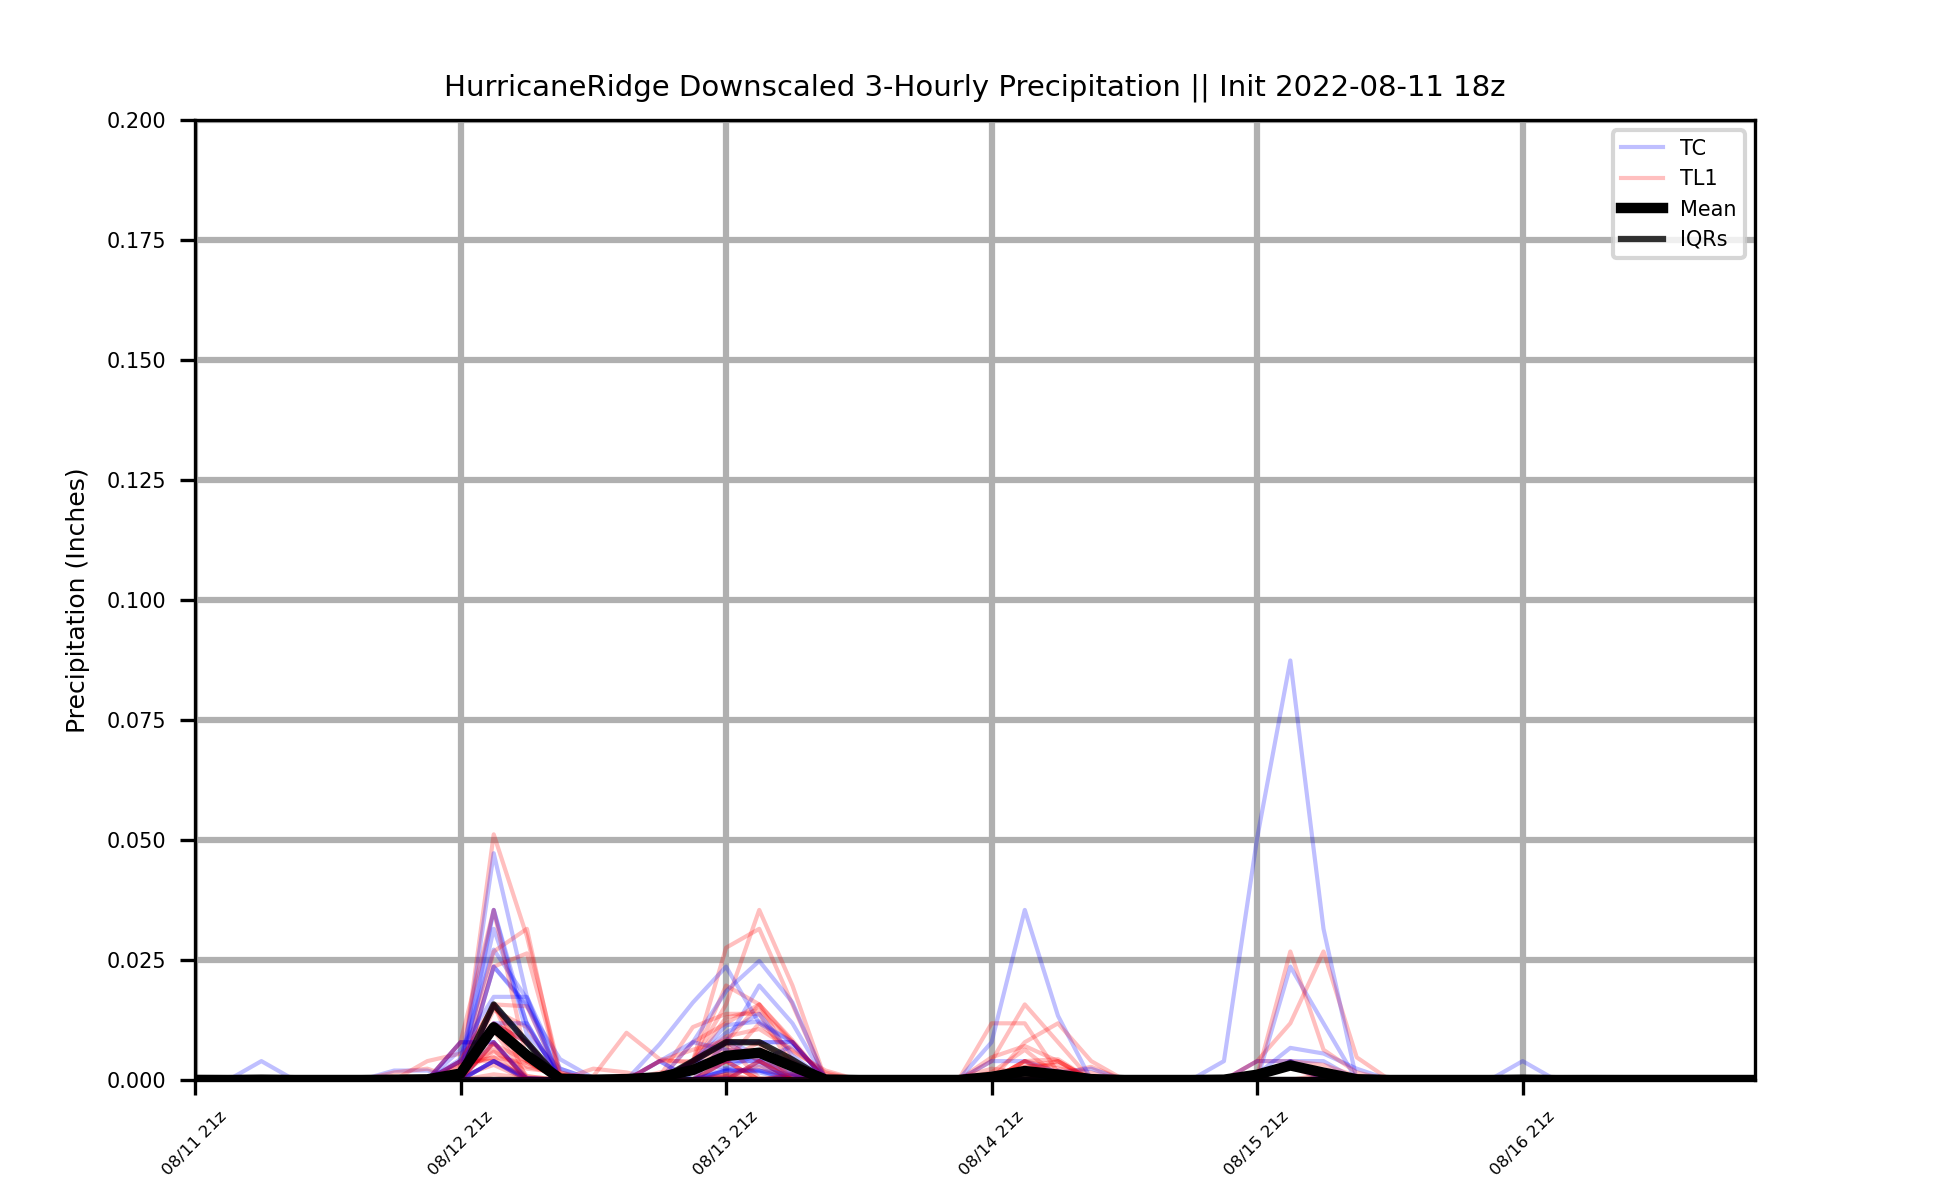 HurricaneRidge Downscaled 3-Hourly Precipitation || Init 2022-08-11 18z
TC
TL1
Mean
IQRs
Precipitation (Inches)
0.200
0.175
0.150
0.125
0.100
0.075
0.050
0.025
0.000
08/11 21z
08/12 21z
08/13 21z
08/14 21z
08/15 21z
08/16 21z